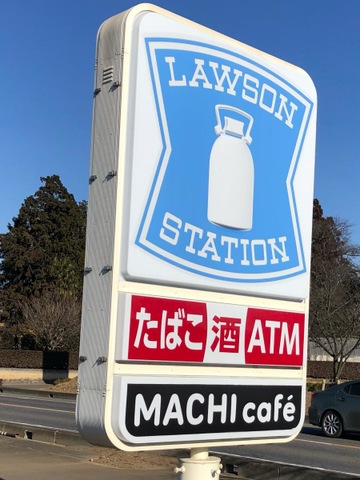 LAWSON
STATION
たばこ 酒 ATM
MACHI café